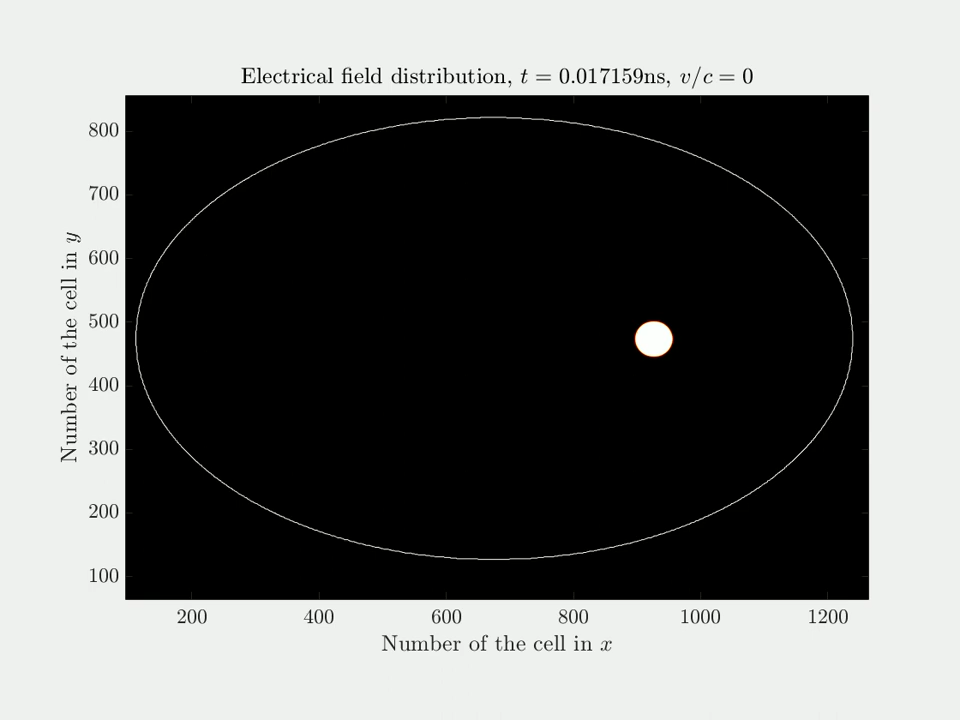 Electrical field distribution, t = 0.017159ns, v/c = 0
800
700
600
500
400
300
200
100
Number of the cell in y
200 400 600 800 1000 1200
Number of the cell in x